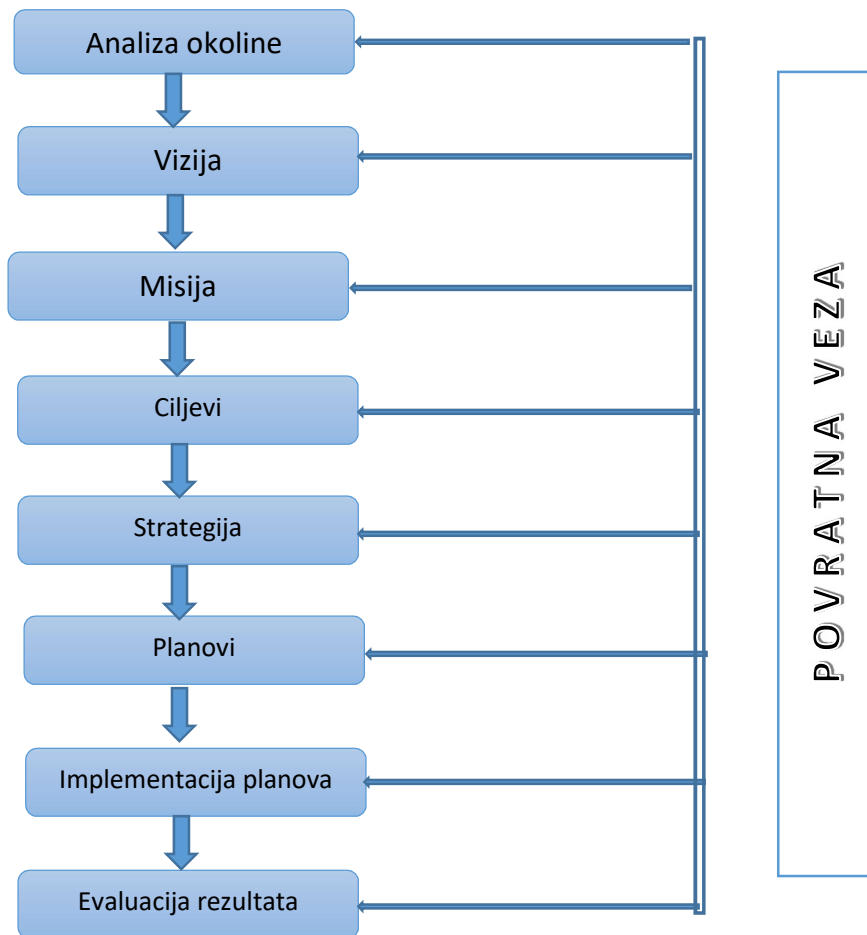 Analiza okoline
Vizija
Misija
Ciljevi
Strategija
Planovi
Implementacija planova
Evaluacija rezultata
POVRATNA VEZA